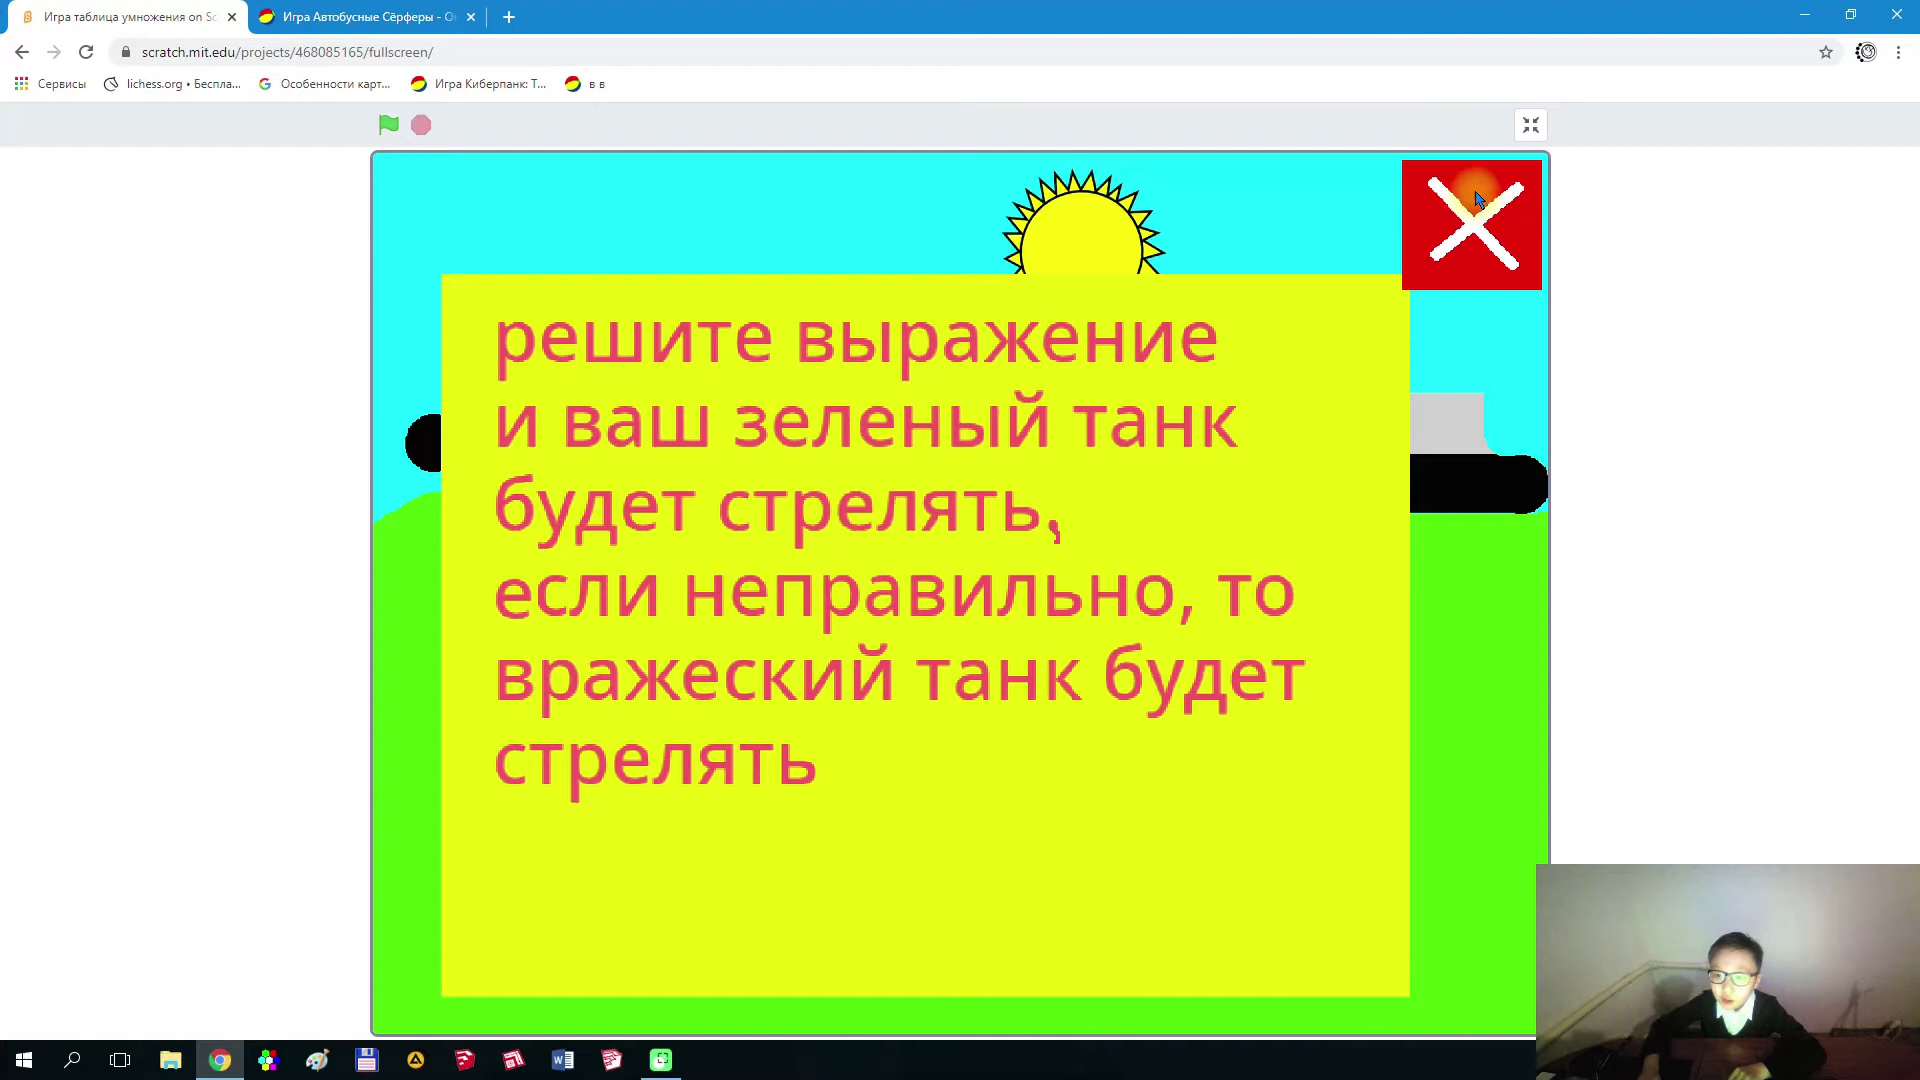 Игра таблица умножения on Sc
Игра Автобусные Сёрферы - О
scratch.mit.edu/projects/468085165/fullscreen/
Сервисы
lichess.org • Беспла...
Особенности карт...
Игра Киберпанк: Т...
в в
решите выражение
и ваш зеленый танк
будет стрелять,
если неправильно, то
вражеский танк будет
стрелять